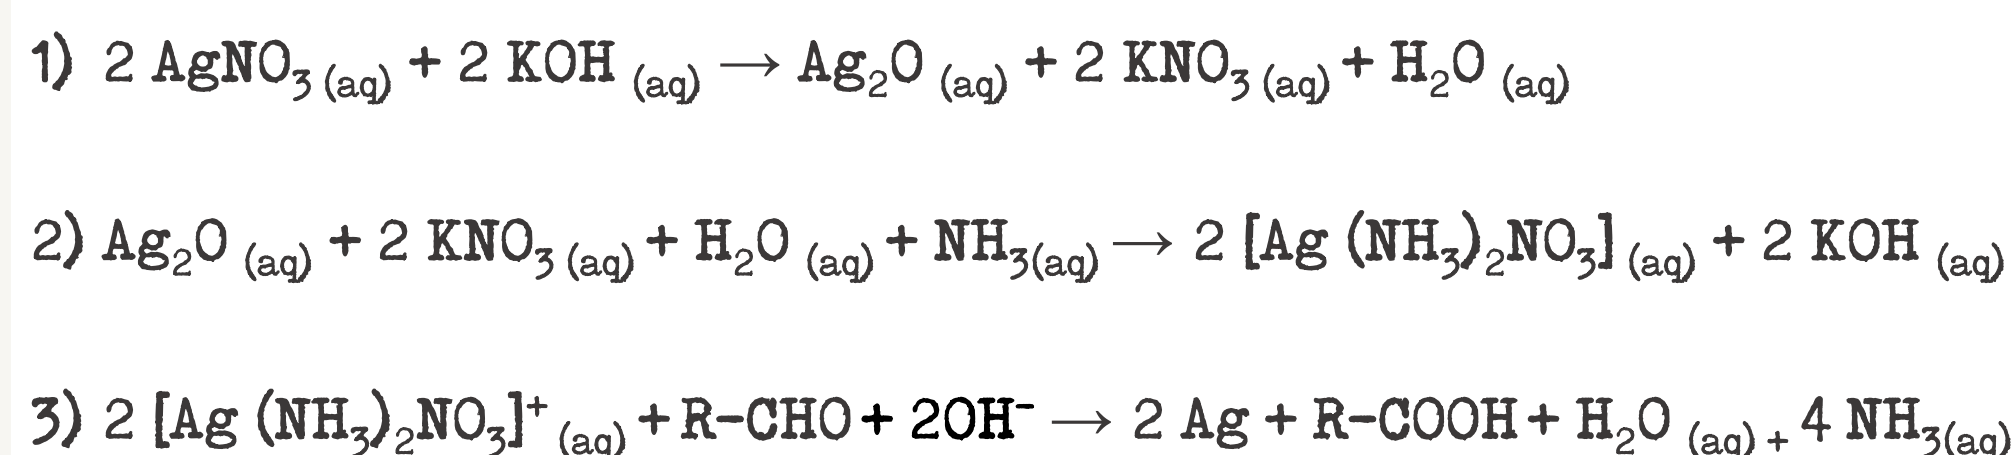 1) 2 AgNO₃ (aq) + 2 KOH (aq) → Ag₂O (aq) + 2 KNO₃ (aq) + H₂O (aq)
2) Ag₂O (aq) + 2 KNO₃ (aq) + H₂O (aq) + NH₃(aq) → 2 [Ag (NH₃)₂NO₃] (aq) + 2 KOH (aq)
3) 2 [Ag (NH₃)₂NO₃]⁺ (aq) + R-CHO + 2OH⁻ → 2 Ag + R-COOH + H₂O (aq) + 4 NH₃(aq)